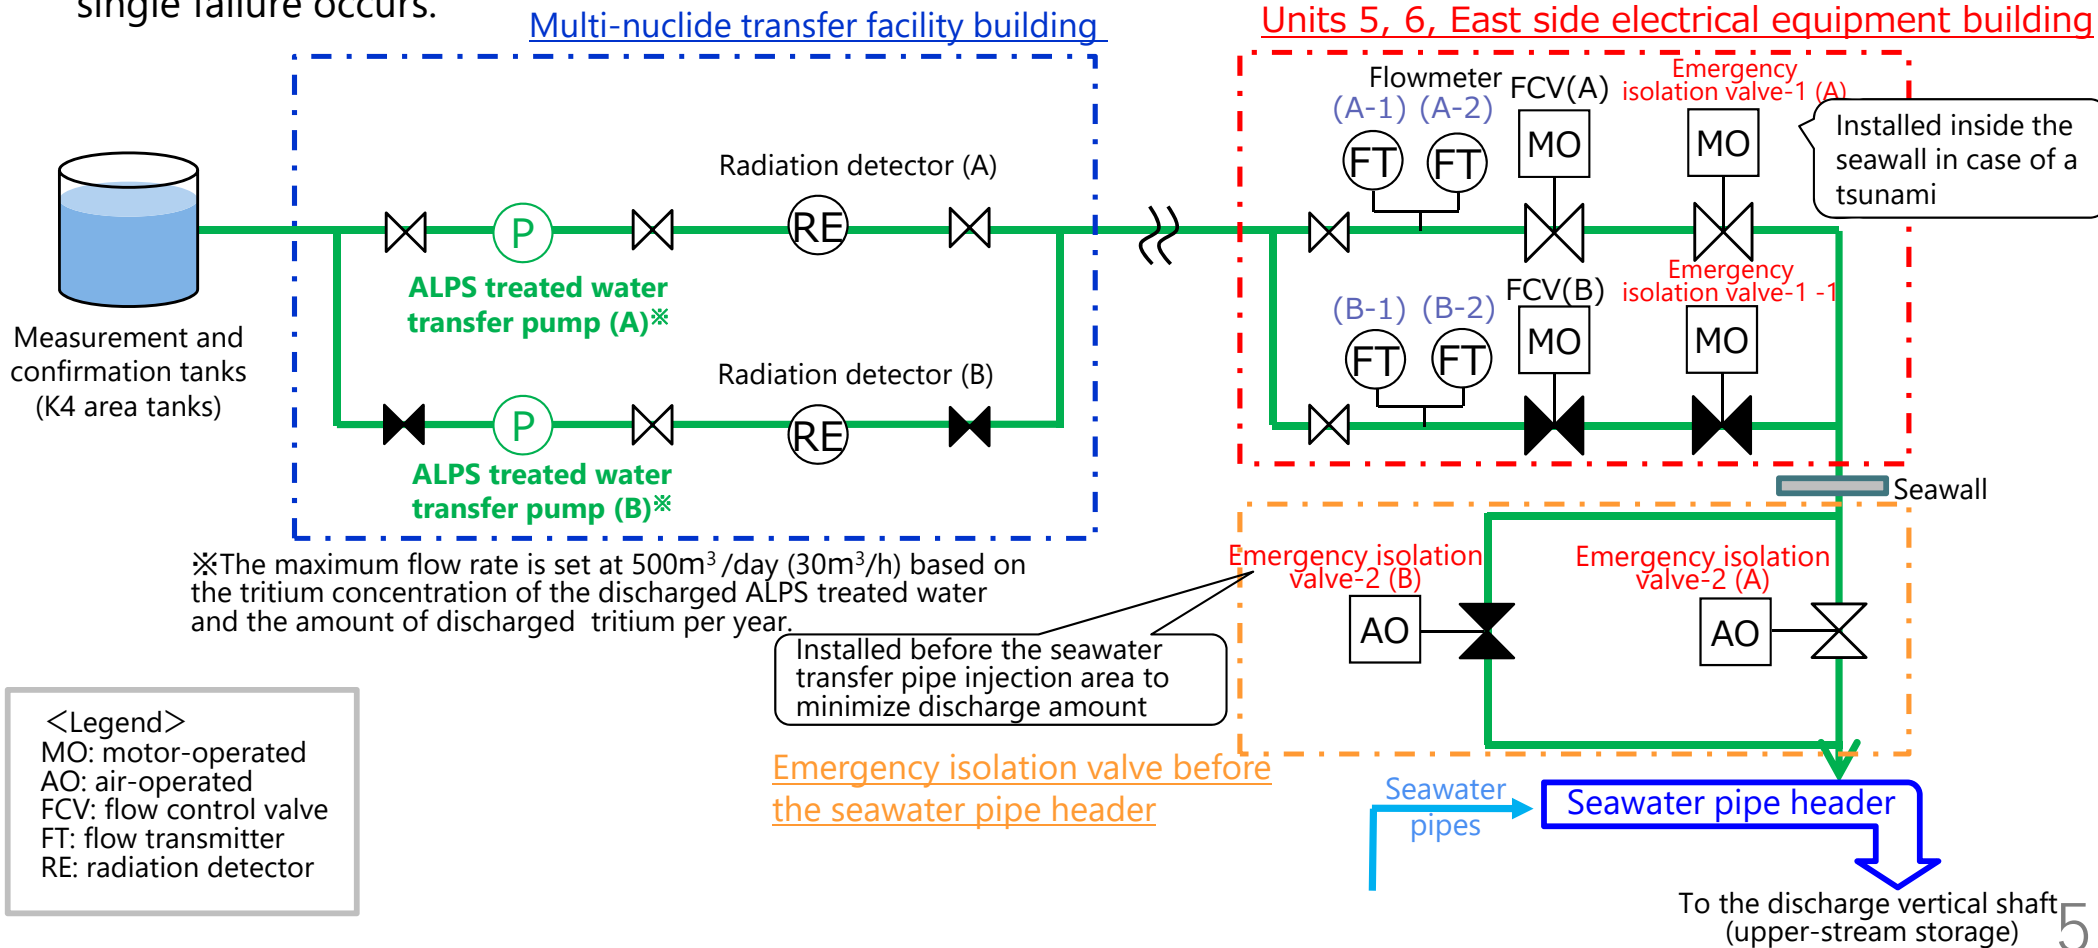 single failure occurs.
Multi-nuclide transfer facility building
Units 5, 6, East side electrical equipment building
Flowmeter
(A-1) (A-2)
FCV(A)
Emergency
isolation valve-1 (A)
Installed inside the
seawall in case of a
tsunami
FT
FT
MO
MO
Radiation detector (A)
P
RE
ALPS treated water
transfer pump (A)※
Measurement and
confirmation tanks
(K4 area tanks)
(B-1) (B-2)
FCV(B)
Emergency
isolation valve-1 -1
FT
FT
MO
MO
Radiation detector (B)
P
RE
ALPS treated water
transfer pump (B)※
Seawall
※The maximum flow rate is set at 500m³/day (30m³/h) based on
the tritium concentration of the discharged ALPS treated water
and the amount of discharged tritium per year.
Emergency isolation
valve-2 (B)
Emergency isolation
valve-2 (A)
AO
AO
Installed before the seawater
transfer pipe injection area to
minimize discharge amount
Emergency isolation valve before
the seawater pipe header
<Legend>
MO: motor-operated
AO: air-operated
FCV: flow control valve
FT: flow transmitter
RE: radiation detector
Seawater
pipes
Seawater pipe header
To the discharge vertical shaft
(upper-stream storage)
5